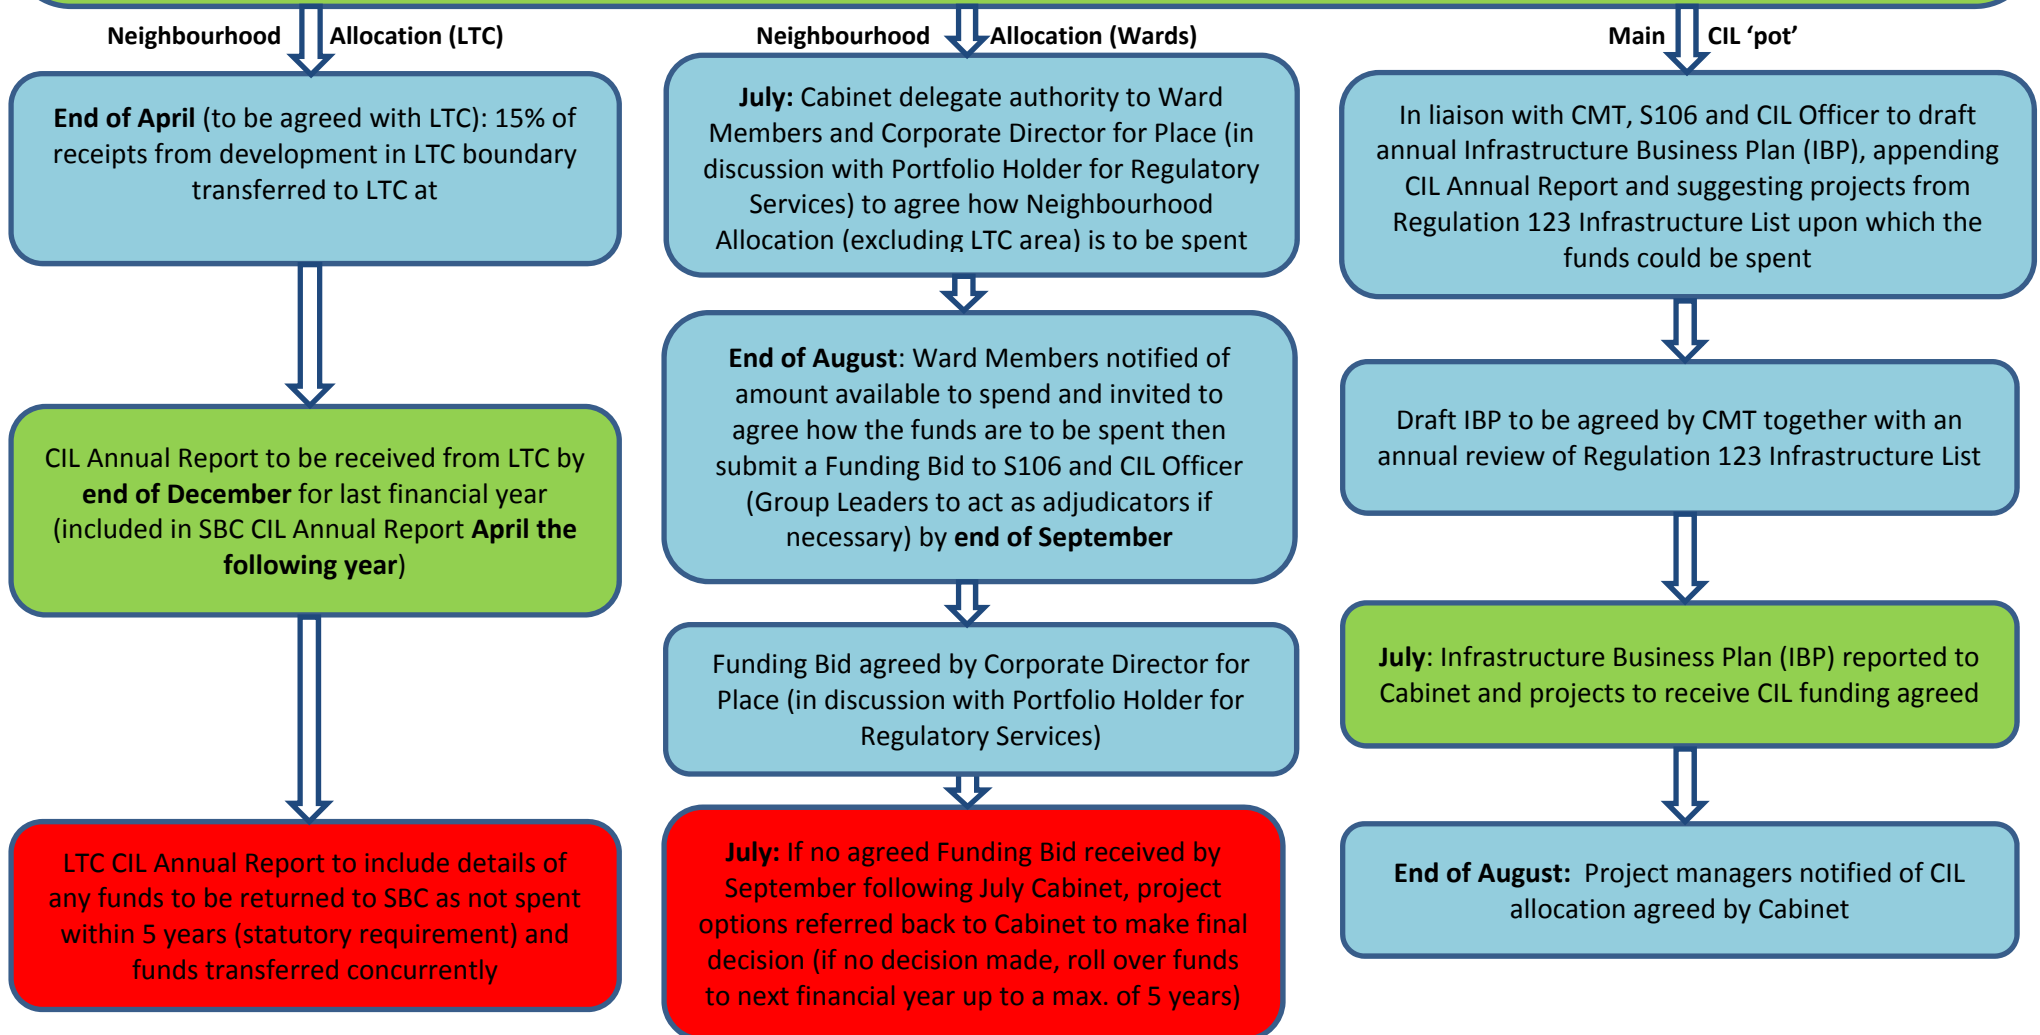 Neighbourhood Allocation (LTC)
End of April (to be agreed with LTC): 15% of
receipts from development in LTC boundary
transferred to LTC at
CIL Annual Report to be received from LTC by
end of December for last financial year
(included in SBC CIL Annual Report April the
following year)
LTC CIL Annual Report to include details of
any funds to be returned to SBC as not spent
within 5 years (statutory requirement) and
funds transferred concurrently
Neighbourhood Allocation (Wards)
July: Cabinet delegate authority to Ward
Members and Corporate Director for Place (in
discussion with Portfolio Holder for Regulatory
Services) to agree how Neighbourhood
Allocation (excluding LTC area) is to be spent
End of August: Ward Members notified of
amount available to spend and invited to
agree how the funds are to be spent then
submit a Funding Bid to S106 and CIL Officer
(Group Leaders to act as adjudicators if
necessary) by end of September
Funding Bid agreed by Corporate Director for
Place (in discussion with Portfolio Holder for
Regulatory Services)
July: If no agreed Funding Bid received by
September following July Cabinet, project
options referred back to Cabinet to make final
decision (if no decision made, roll over funds
to next financial year up to a max. of 5 years)
Main CIL ‘pot’
In liaison with CMT, S106 and CIL Officer to draft
annual Infrastructure Business Plan (IBP), appending
CIL Annual Report and suggesting projects from
Regulation 123 Infrastructure List upon which the
funds could be spent
Draft IBP to be agreed by CMT together with an
annual review of Regulation 123 Infrastructure List
July: Infrastructure Business Plan (IBP) reported to
Cabinet and projects to receive CIL funding agreed
End of August: Project managers notified of CIL
allocation agreed by Cabinet